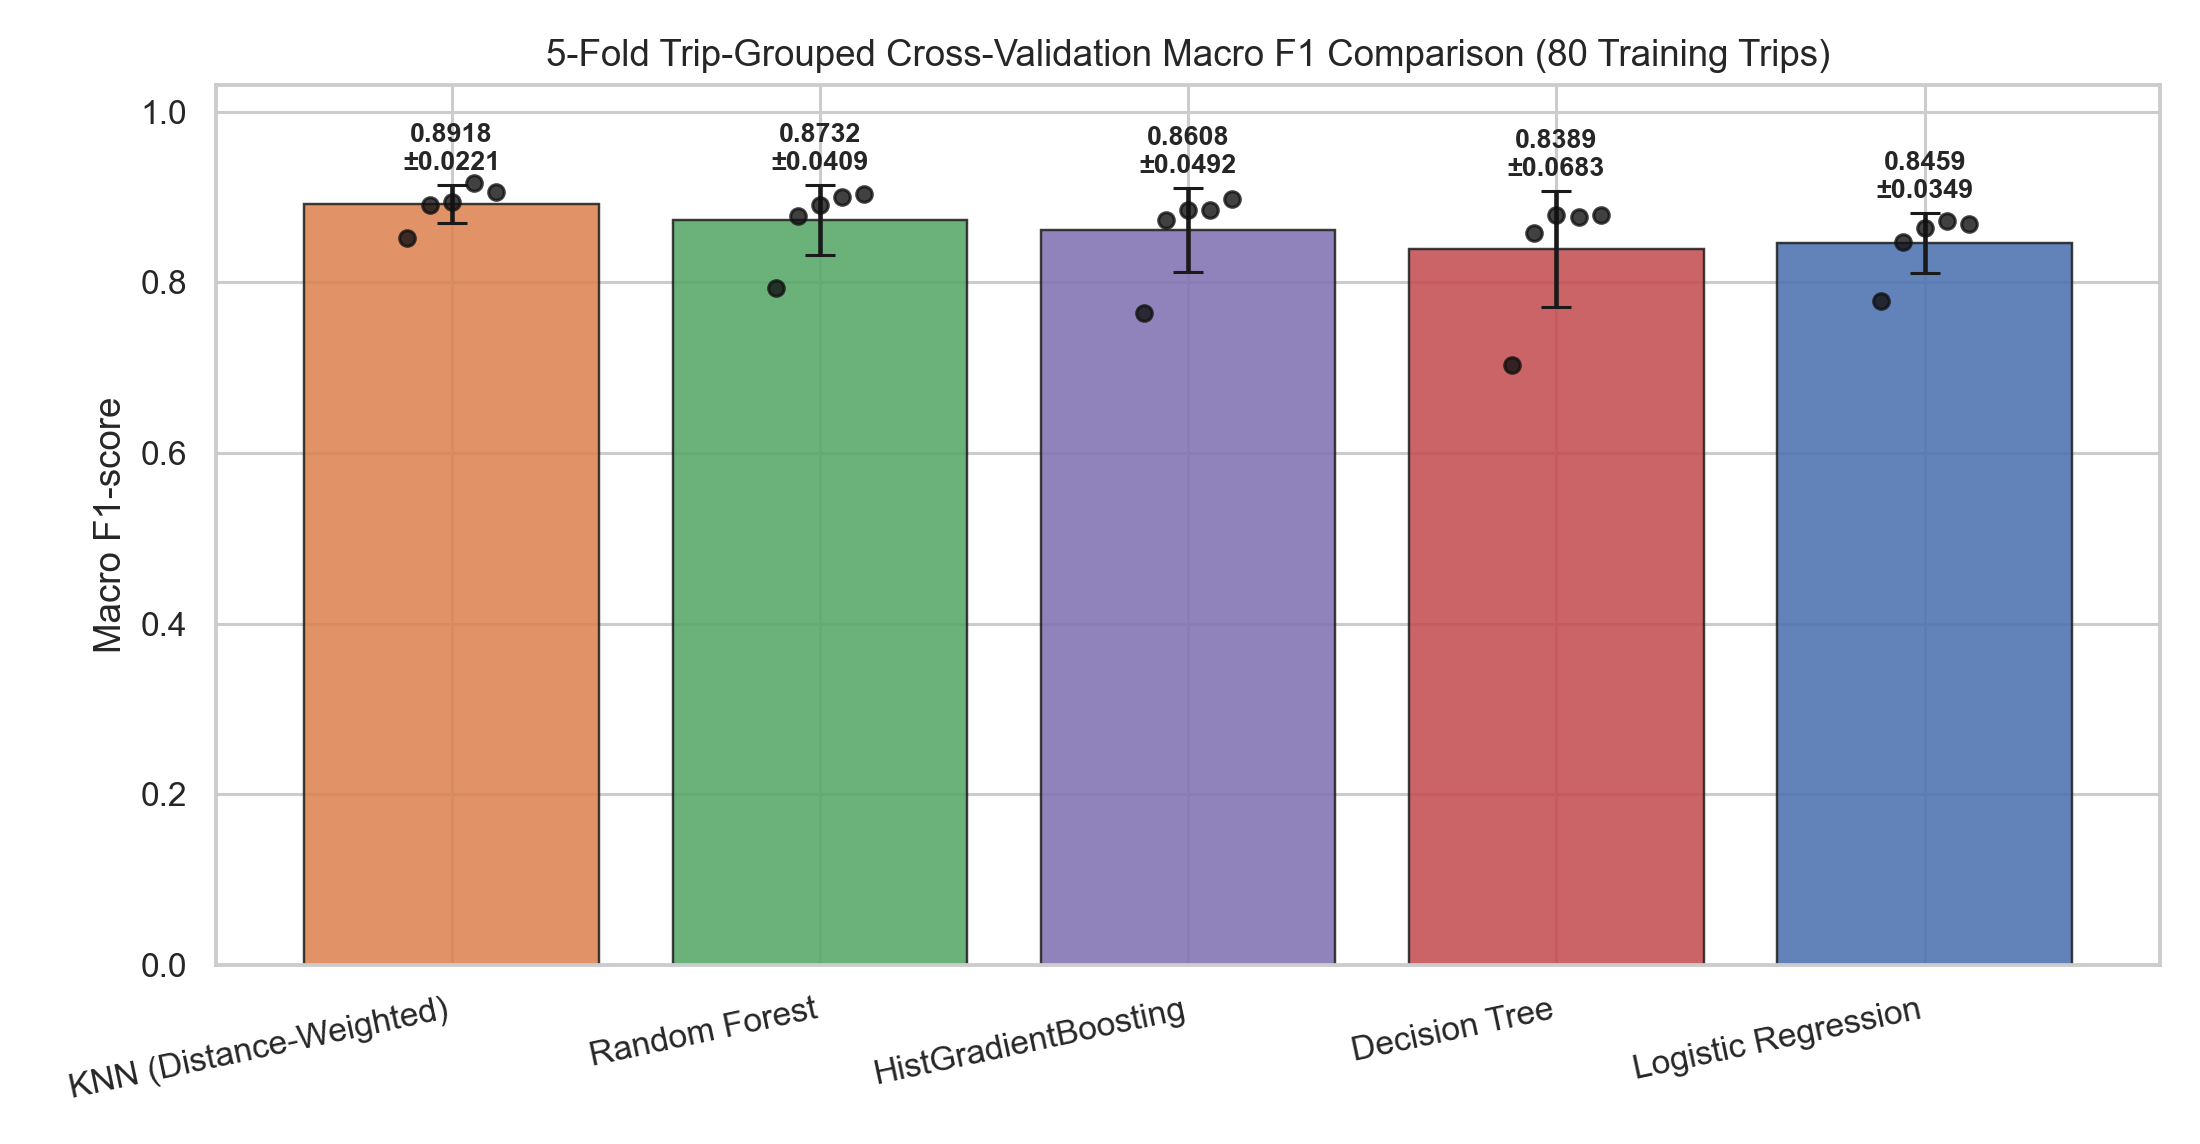 5-Fold Trip-Grouped Cross-Validation Macro F1 Comparison (80 Training Trips)
Macro F1-score
1.0
0.8
0.6
0.4
0.2
0.0
0.8918
±0.0221
0.8732
±0.0409
0.8608
±0.0492
0.8389
±0.0683
0.8459
±0.0349
KNN (Distance-Weighted)
Random Forest
HistGradientBoosting
Decision Tree
Logistic Regression